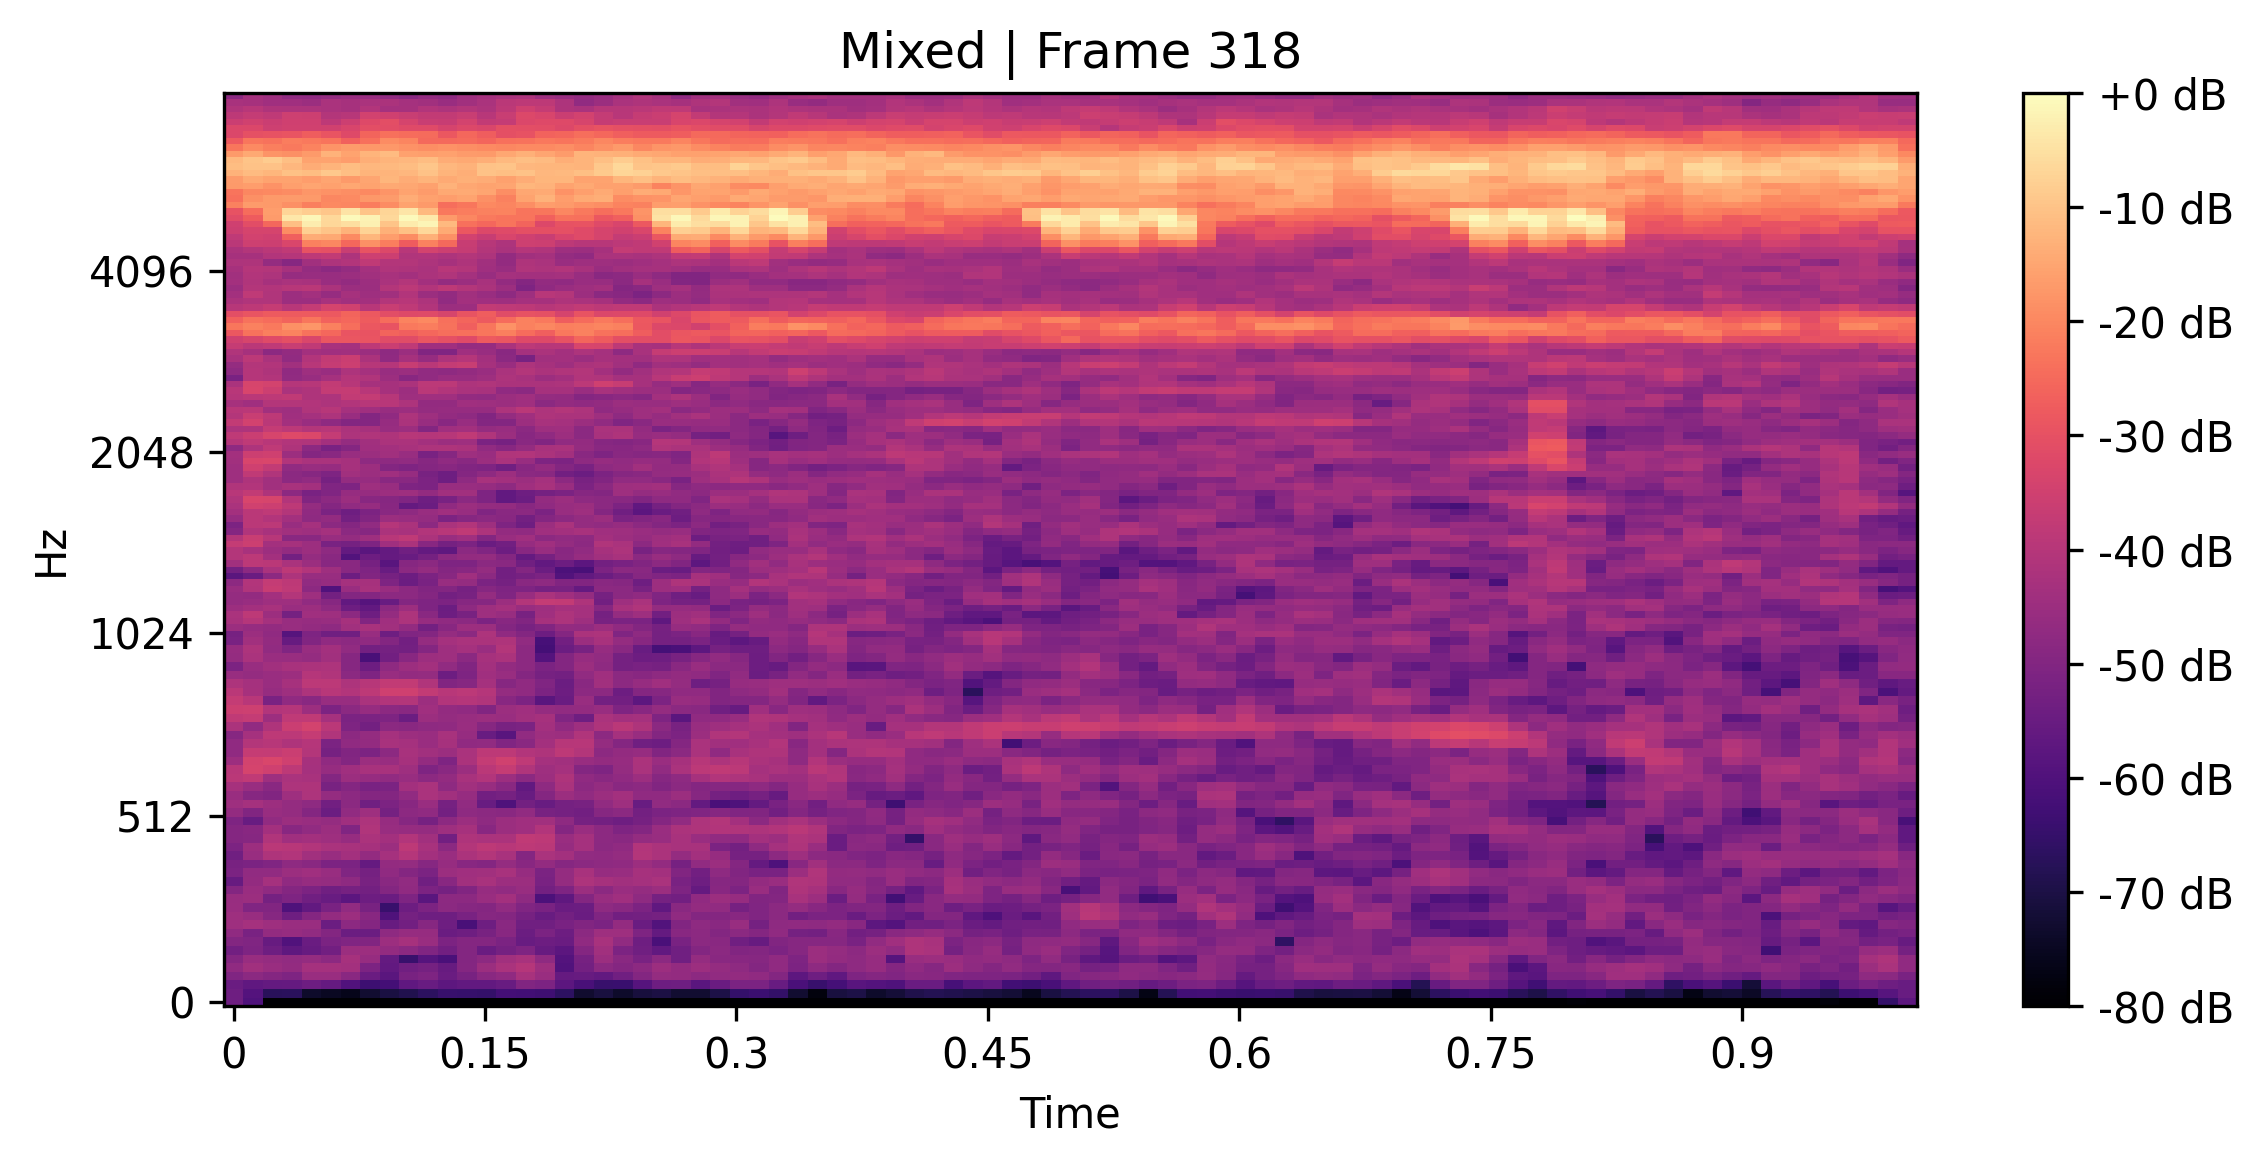 Mixed | Frame 318
Hz
4096
2048
1024
512
0
0 0.15 0.3 0.45 0.6 0.75 0.9
Time
+0 dB
-10 dB
-20 dB
-30 dB
-40 dB
-50 dB
-60 dB
-70 dB
-80 dB